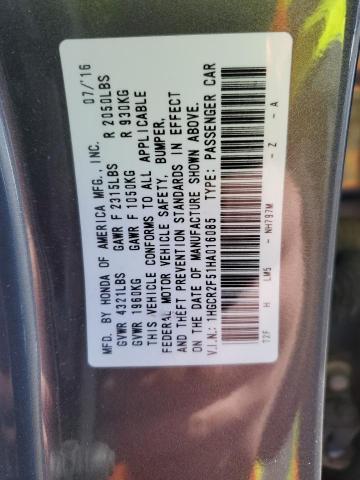 MFD. BY HONDA OF AMERICA MFG., INC. 07/'16
GVWR 4321LBS GAWR F 2315LBS R 2050LBS
GVWR 1960KG GAWR F 1050KG R 930KG
THIS VEHICLE CONFORMS TO ALL APPLICABLE
FEDERAL MOTOR VEHICLE SAFETY, BUMPER,
AND THEFT PREVENTION STANDARDS IN EFFECT
ON THE DATE OF MANUFACTURE SHOWN ABOVE.
V.I.N.: 1HGCR2F51HA016085 TYPE: PASSENGER CAR
T2F H LM5 - NH797M - Z - A